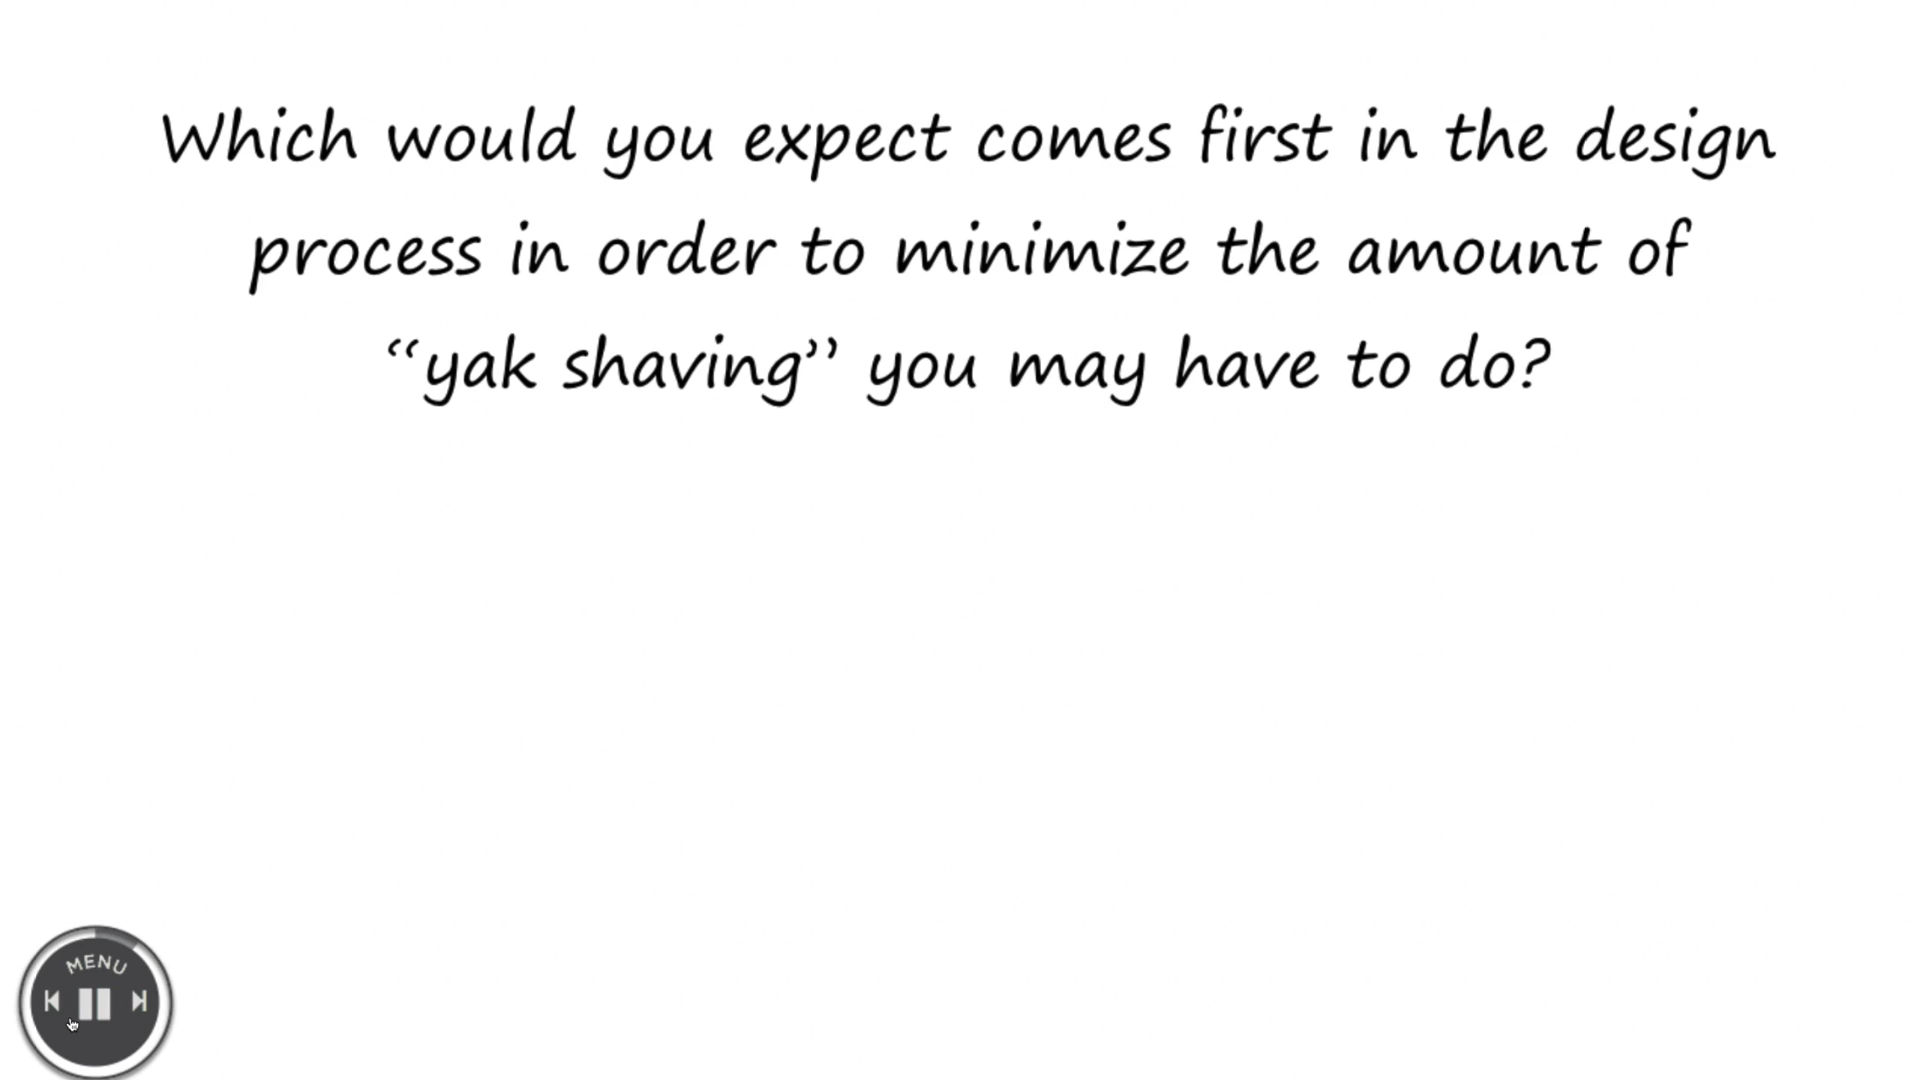 Which would you expect comes first in the design
process in order to minimize the amount of
“yak shaving” you may have to do?
MENU